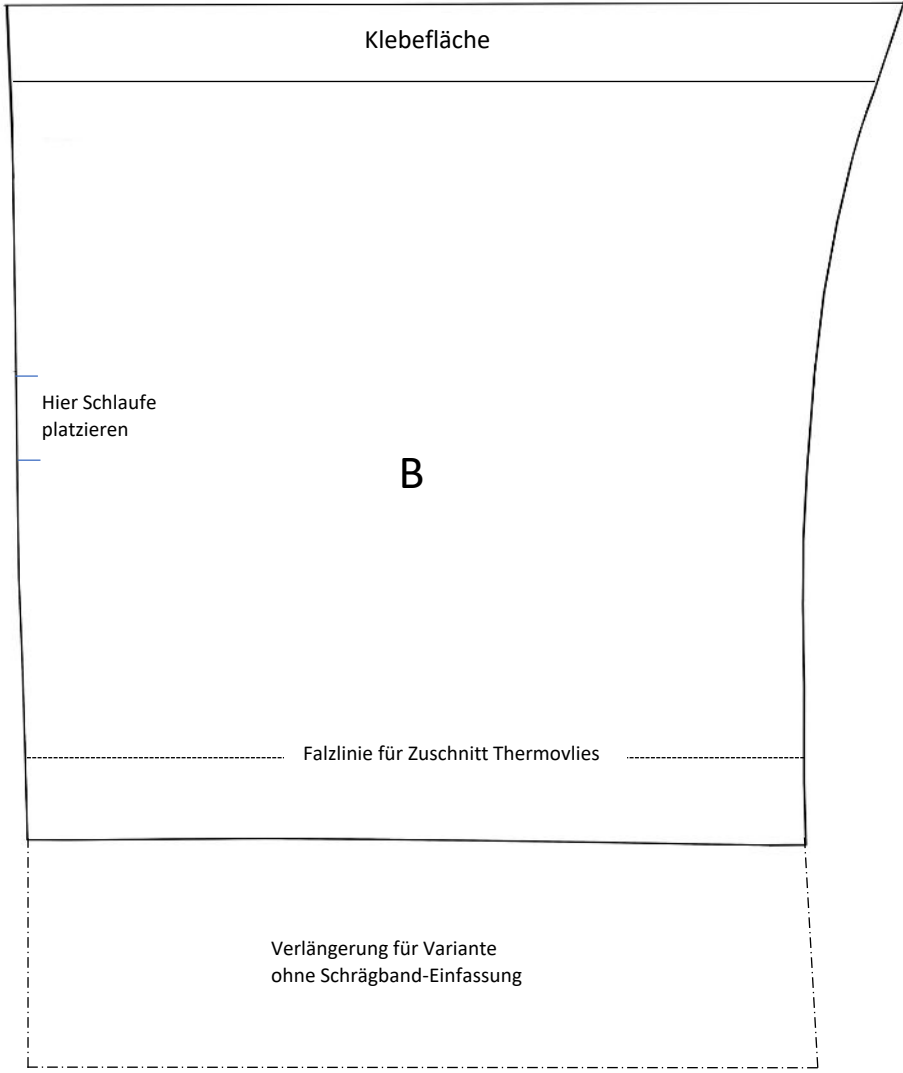 Klebefläche
Hier Schlaufe
platzieren
B
Falzlinie für Zuschnitt Thermovlies
Verlängerung für Variante
ohne Schrägband-Einfassung